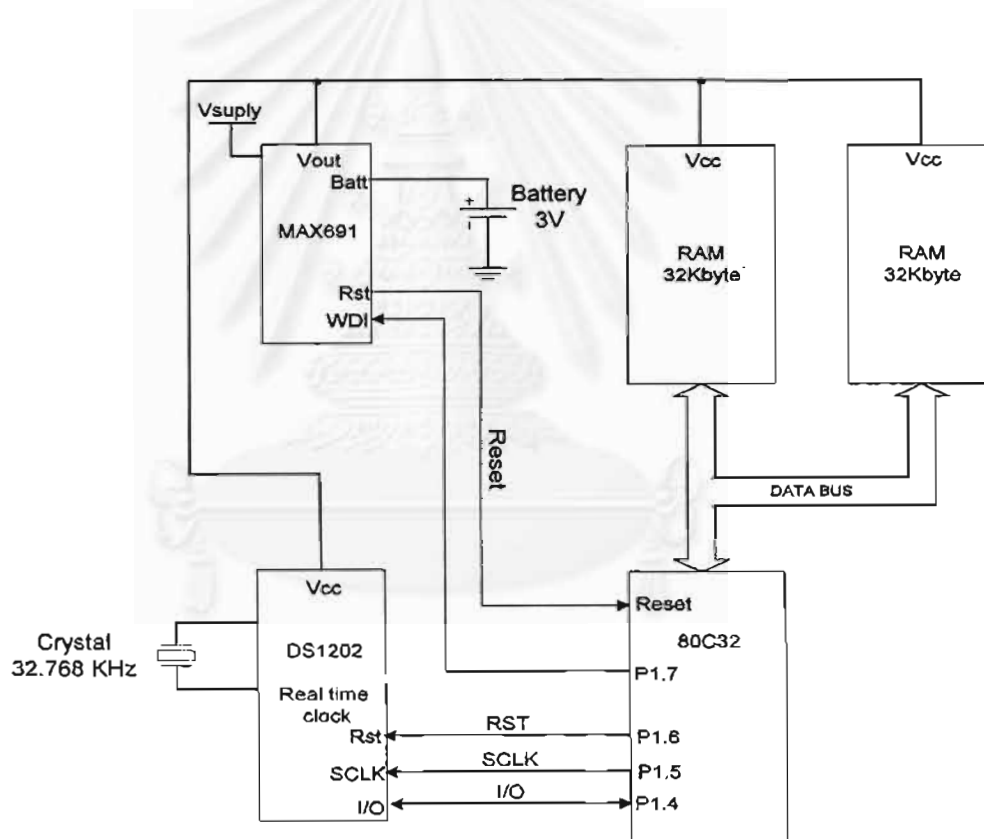 Vsuply
Vout
Batt
MAX691
Rst
WDI
Battery
3V
Vcc
RAM
32Kbyte
Vcc
RAM
32Kbyte
Reset
DATA BUS
Vcc
DS1202
Real time
clock
Rst
SCLK
I/O
Crystal
32.768 KHz
RST
SCLK
I/O
Reset
80C32
P1.7
P1.6
P1.5
P1.4